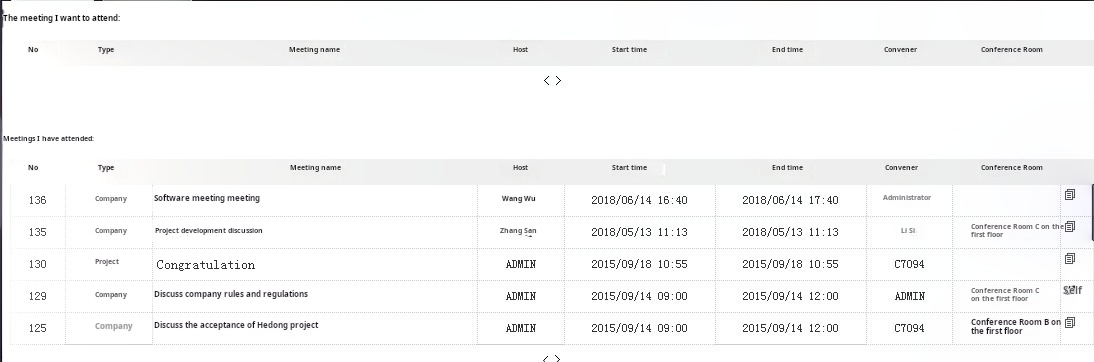 The meeting I want to attend:
No Type Meeting name Host Start time End time Convener Conference Room
Meetings I have attended:
No Type Meeting name Host Start time End time Convener Conference Room
136 Company Software meeting meeting Wang Wu 2018/06/14 16:40 2018/06/14 17:40 Administrator
135 Company Project development discussion Zhang San 2018/05/13 11:13 2018/05/13 11:13 Li Si Conference Room C on the
first floor
130 Project Congratulation ADMIN 2015/09/18 10:55 2015/09/18 10:55 C7094
129 Company Discuss company rules and regulations ADMIN 2015/09/14 09:00 2015/09/14 12:00 ADMIN Conference Room C
on the first floor
125 Company Discuss the acceptance of Hedong project ADMIN 2015/09/14 09:00 2015/09/14 12:00 C7094 Conference Room B on
the first floor